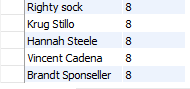 Righty sock 8
Krug Stillo 8
Hannah Steele 8
Vincent Cadena 8
Brandt Sponseller 8